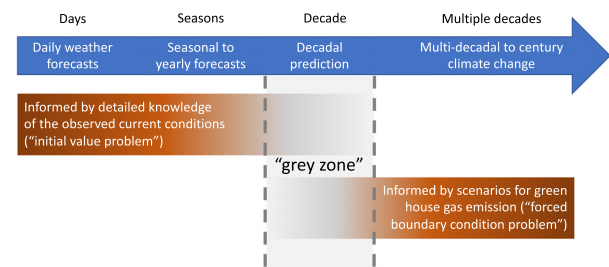 Days
Seasons
Decade
Multiple decades
Daily weather
forecasts
Seasonal to
yearly forecasts
Decadal
prediction
Multi-decadal to century
climate change
Informed by detailed knowledge
of the observed current conditions
(“initial value problem”)
“grey zone”
Informed by scenarios for green
house gas emission (“forced
boundary condition problem”)